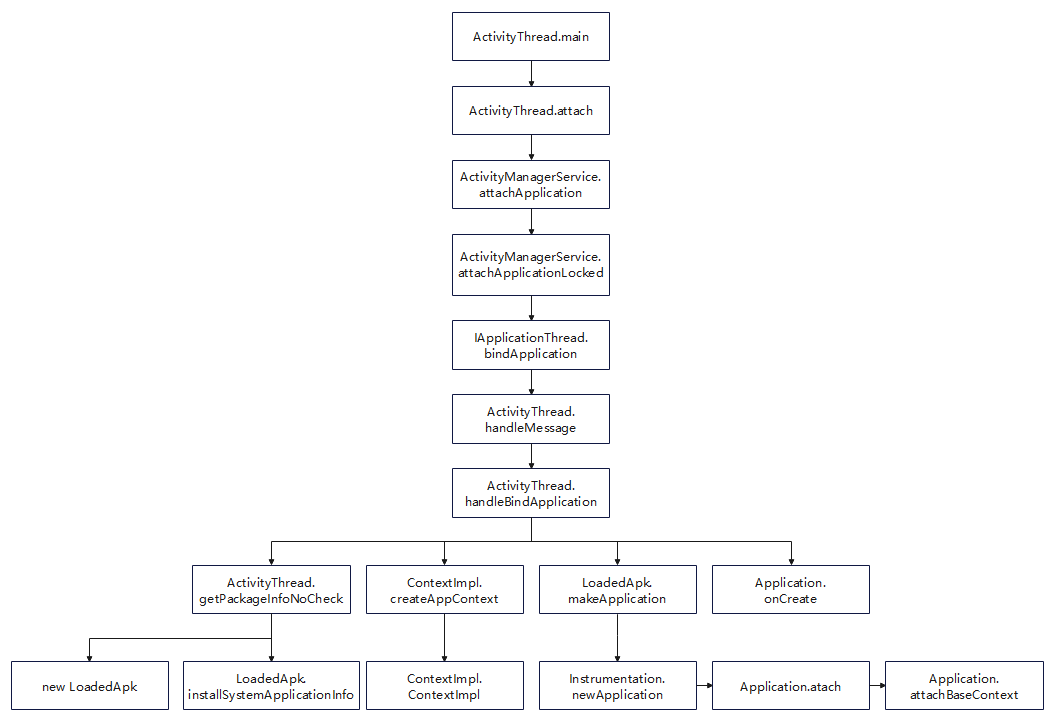 ActivityThread.main
ActivityThread.attach
ActivityManagerService.
attachApplication
ActivityManagerService.
attachApplicationLocked
IApplicationThread.
bindApplication
ActivityThread.
handleMessage
ActivityThread.
handleBindApplication
ActivityThread.
getPackageInfoNoCheck
ContextImpl.
createAppContext
LoadedApk.
makeApplication
Application.
onCreate
new LoadedApk
LoadedApk.
installSystemApplicationInfo
ContextImpl.
ContextImpl
Instrumentation.
newApplication
Application.atach
Application.
attachBaseContext